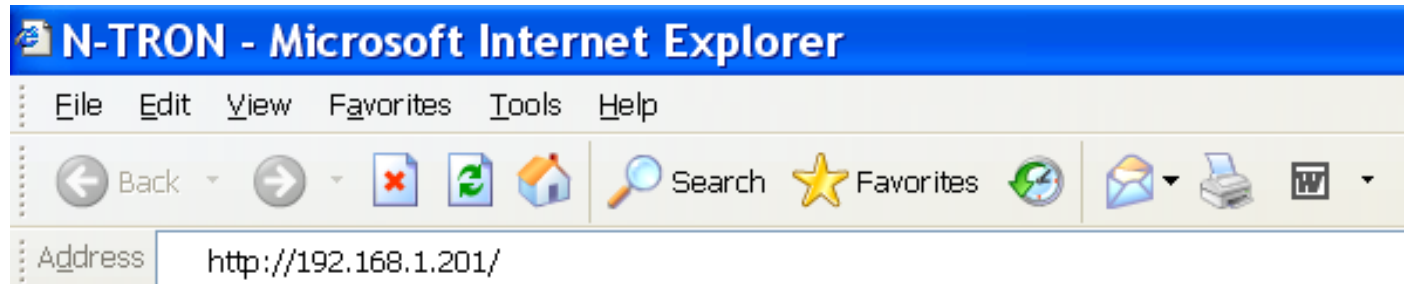 N-TRON - Microsoft Internet Explorer
File Edit View Favorites Tools Help
Back Search Favorites W
Address http://192.168.1.201/